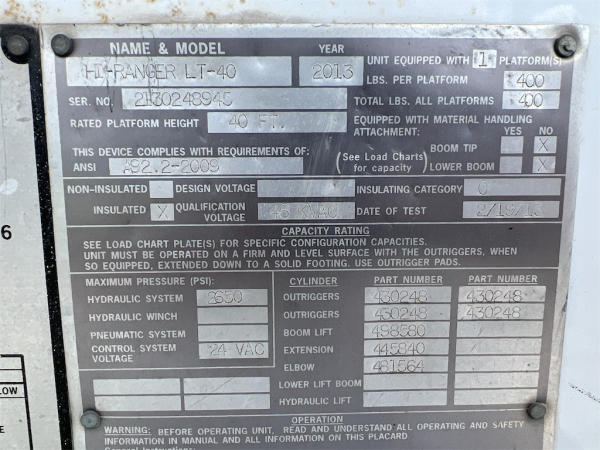 NAME & MODEL YEAR
HI-RANGER LT-40 2013
UNIT EQUIPPED WITH 1 PLATFORM(S)
LBS. PER PLATFORM 400
SER. NO. 2130248945
TOTAL LBS. ALL PLATFORMS 400
RATED PLATFORM HEIGHT 40 FT.
EQUIPPED WITH MATERIAL HANDLING
ATTACHMENT: YES NO
THIS DEVICE COMPLIES WITH REQUIREMENTS OF:
BOOM TIP X
ANSI A92.2-2009
(See Load Charts
for capacity)
LOWER BOOM X
NON-INSULATED DESIGN VOLTAGE INSULATING CATEGORY C
INSULATED X QUALIFICATION
VOLTAGE 46 KVAC DATE OF TEST 2/19/13
CAPACITY RATING
SEE LOAD CHART PLATE(S) FOR SPECIFIC CONFIGURATION CAPACITIES.
UNIT MUST BE OPERATED ON A FIRM AND LEVEL SURFACE WITH THE OUTRIGGERS, WHEN
SO EQUIPPED, EXTENDED DOWN TO A SOLID FOOTING. USE OUTRIGGER PADS.
MAXIMUM PRESSURE (PSI):
HYDRAULIC SYSTEM 2650
HYDRAULIC WINCH
PNEUMATIC SYSTEM
CONTROL SYSTEM
VOLTAGE 24 VAC
CYLINDER PART NUMBER PART NUMBER
OUTRIGGERS 430248 430248
OUTRIGGERS 430248 430248
BOOM LIFT 498580
EXTENSION 445840
ELBOW 481564
LOWER LIFT BOOM
HYDRAULIC LIFT
OPERATION
WARNING: BEFORE OPERATING UNIT, READ AND UNDERSTAND ALL OPERATING AND SAFETY
INFORMATION IN MANUAL AND ALL INFORMATION ON THIS PLACARD
6
LOW